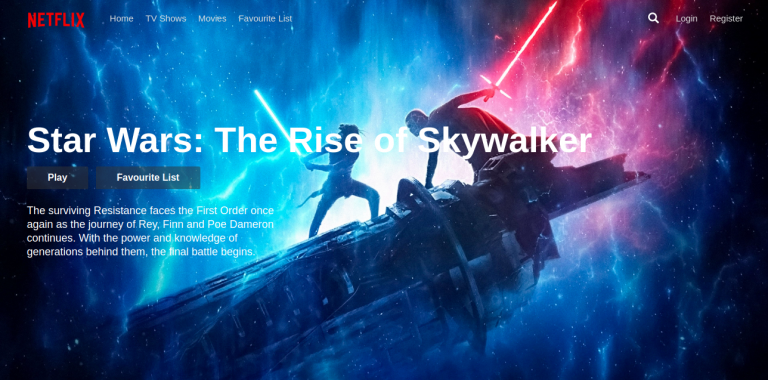 NETFLIX Home TV Shows Movies Favourite List Login Register
Star Wars: The Rise of Skywalker
Play Favourite List
The surviving Resistance faces the First Order once
again as the journey of Rey, Finn and Poe Dameron
continues. With the power and knowledge of
generations behind them, the final battle begins.